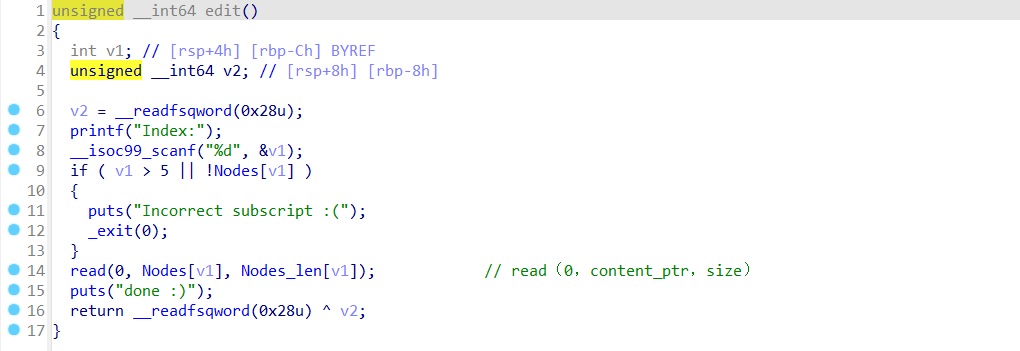 1 unsigned __int64 edit()
2 {
3 int v1; // [rsp+4h] [rbp-Ch] BYREF
4 unsigned __int64 v2; // [rsp+8h] [rbp-8h]
5
6 v2 = __readfsqword(0x28u);
7 printf("Index:");
8 __isoc99_scanf("%d", &v1);
9 if ( v1 > 5 || !Nodes[v1] )
10 {
11 puts("Incorrect subscript :(");
12 _exit(0);
13 }
14 read(0, Nodes[v1], Nodes_len[v1]); // read（0，content_ptr，size）
15 puts("done :)");
16 return __readfsqword(0x28u) ^ v2;
17 }